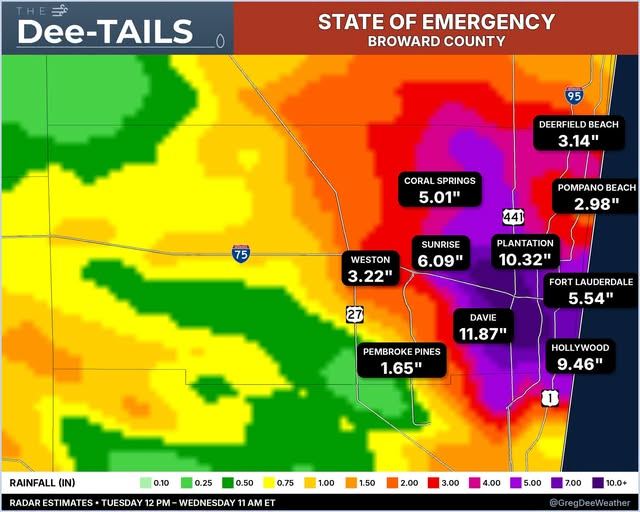 THE
Dee-TAILS
STATE OF EMERGENCY
BROWARD COUNTY
95
DEERFIELD BEACH
3.14"
CORAL SPRINGS
5.01"
POMPANO BEACH
2.98"
441
75
WESTON
3.22"
SUNRISE
6.09"
PLANTATION
10.32"
FORT LAUDERDALE
5.54"
27
DAVIE
11.87"
PEMBROKE PINES
1.65"
HOLLYWOOD
9.46"
1
RAINFALL (IN) 0.10 0.25 0.50 0.75 1.00 1.50 2.00 3.00 4.00 5.00 7.00 10.0+
RADAR ESTIMATES • TUESDAY 12 PM – WEDNESDAY 11 AM ET @GregDeeWeather